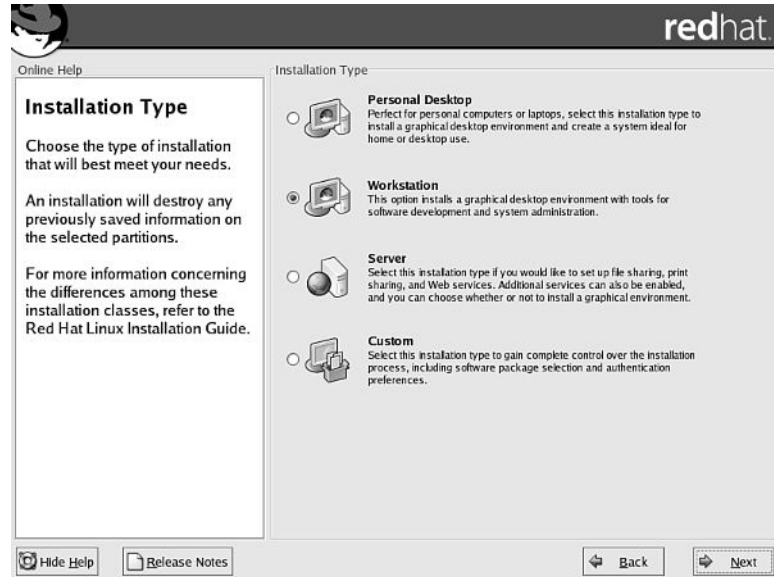 redhat.
Online Help
Installation Type
Choose the type of installation
that will best meet your needs.
An installation will destroy any
previously saved information on
the selected partitions.
For more information concerning
the differences among these
installation classes, refer to the
Red Hat Linux Installation Guide.
Installation Type
Personal Desktop
Perfect for personal computers or laptops, select this installation type to
install a graphical desktop environment and create a system ideal for
home or desktop use.
Workstation
This option installs a graphical desktop environment with tools for
software development and system administration.
Server
Select this installation type if you would like to set up file sharing, print
sharing, and Web services. Additional services can also be enabled,
and you can choose whether or not to install a graphical environment.
Custom
Select this installation type to gain complete control over the installation
process, including software package selection and authentication
preferences.
Hide Help
Release Notes
Back
Next